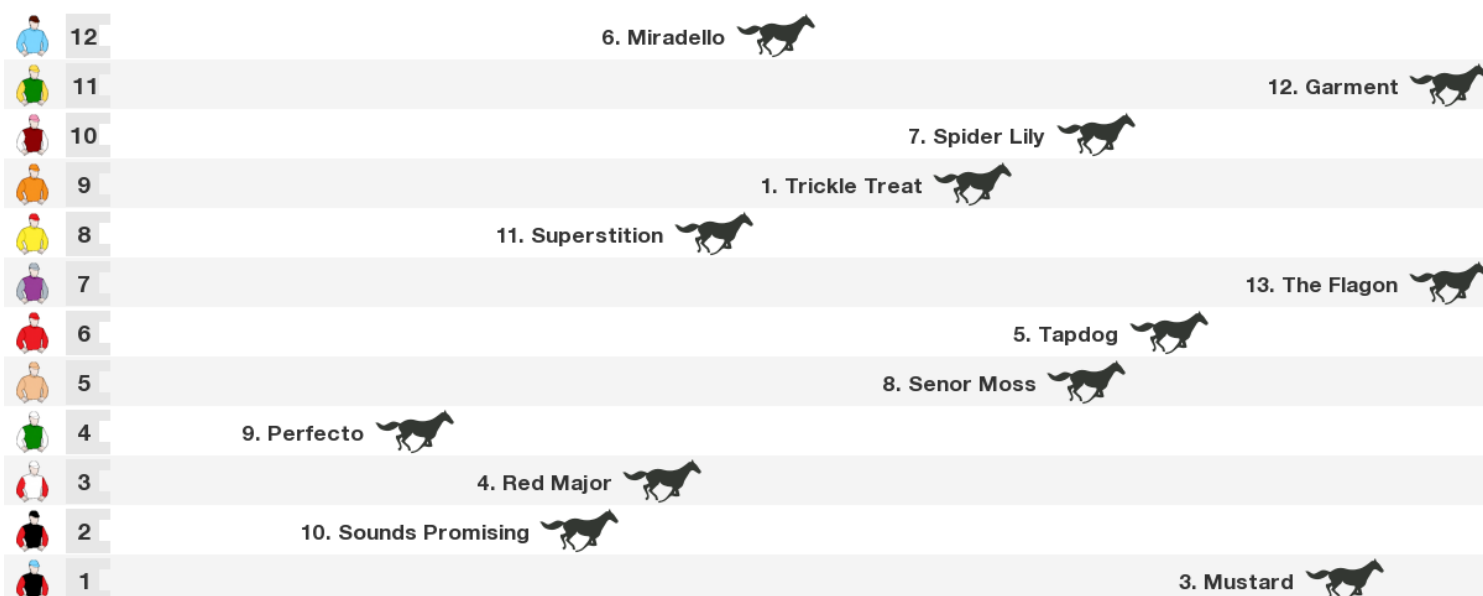 12 6. Miradello
11 12. Garment
10 7. Spider Lily
9 1. Trickle Treat
8 11. Superstition
7 13. The Flagon
6 5. Tapdog
5 8. Senor Moss
4 9. Perfecto
3 4. Red Major
2 10. Sounds Promising
1 3. Mustard